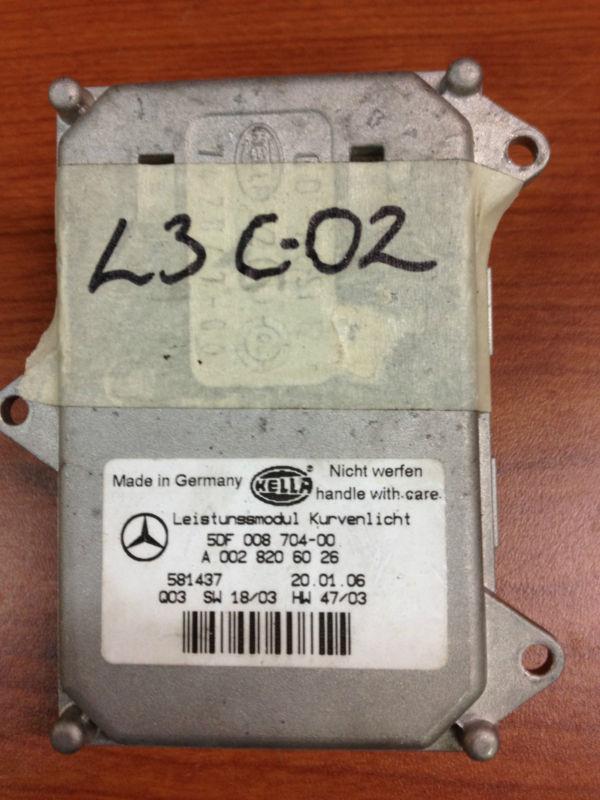 L3 C-02
Made in Germany HELLA Nicht werfen
handle with care.
Leistunssmodul Kurvenlicht
5DF 008 704-00
A 002 820 60 26
581437 20.01.06
Q03 SW 18/03 HW 47/03